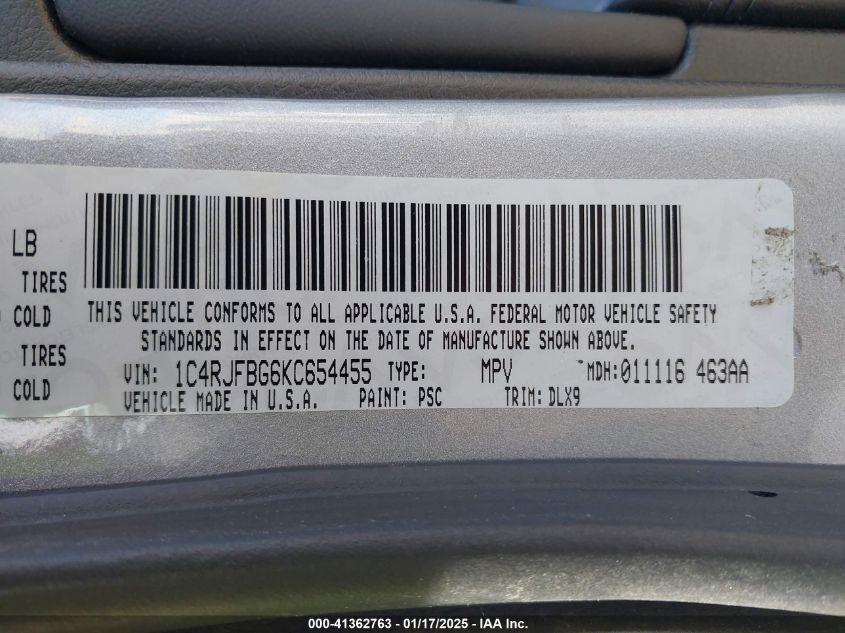 LB
TIRES
COLD
THIS VEHICLE CONFORMS TO ALL APPLICABLE U.S.A. FEDERAL MOTOR VEHICLE SAFETY
STANDARDS IN EFFECT ON THE DATE OF MANUFACTURE SHOWN ABOVE.
TIRES
COLD
VIN: 1C4RJFBG6KC654455 TYPE: MPV MDH:011116 463AA
VEHICLE MADE IN U.S.A. PAINT: PSC TRIM: DLX9
000-41362763 - 01/17/2025 - IAAI Inc.